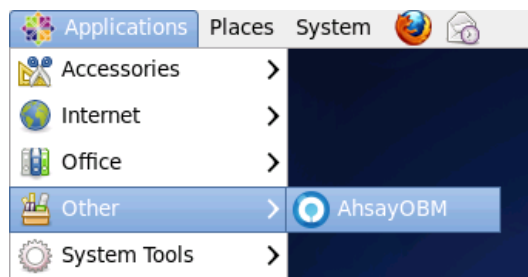 Applications Places System
Accessories
Internet
Office
Other AhsayOBM
System Tools